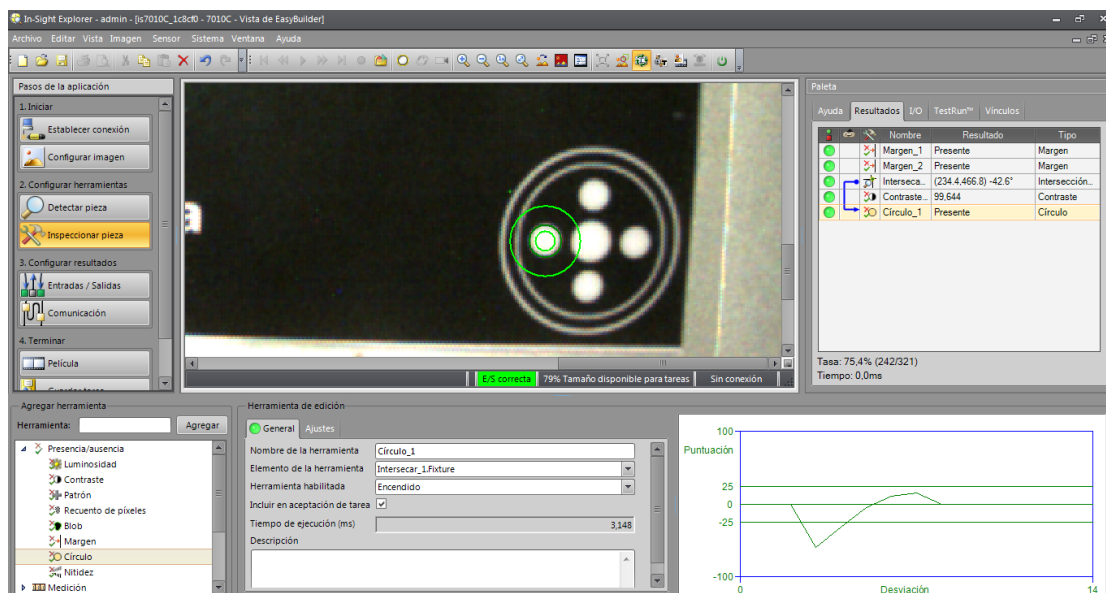 In-Sight Explorer - admin - [is7010C_1c8cf0 - 7010C - Vista de EasyBuilder]
Archivo Editar Vista Imagen Sensor Sistema Ventana Ayuda
Pasos de la aplicación
1. Iniciar
Establecer conexión
Configurar imagen
2. Configurar herramientas
Detectar pieza
Inspeccionar pieza
3. Configurar resultados
Entradas / Salidas
Comunicación
4. Terminar
Película
E/S correcta 79% Tamaño disponible para tareas Sin conexión
Paleta
Ayuda Resultados I/O TestRun™ Vínculos
Nombre Resultado Tipo
Margen_1 Presente Margen
Margen_2 Presente Margen
Interseca... (234.4,466.8) -42.6° Intersección...
Contraste... 99,644 Contraste
Círculo_1 Presente Círculo
Tasa: 75,4% (242/321)
Tiempo: 0,0ms
Agregar herramienta
Herramienta: Agregar
Presencia/ausencia
Luminosidad
Contraste
Patrón
Recuento de píxeles
Blob
Margen
Círculo
Nitidez
Medición
Herramienta de edición
General Ajustes
Nombre de la herramienta Círculo_1
Elemento de la herramienta Intersecar_1.Fixture
Herramienta habilitada Encendido
Incluir en aceptación de tarea
Tiempo de ejecución (ms) 3,148
Descripción
100
Puntuación
25
0
-25
-100
0 Desviación 14